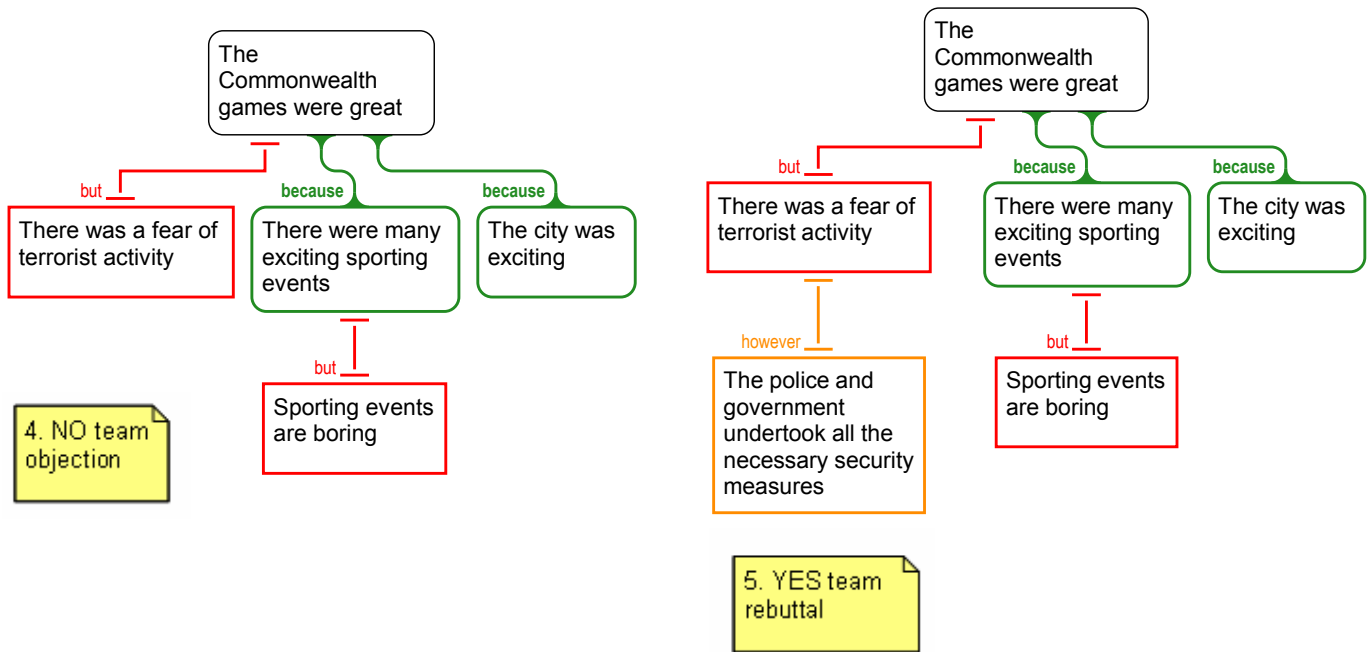 The
Commonwealth
games were great
but
because
because
There was a fear of
terrorist activity
There were many
exciting sporting
events
The city was
exciting
but
Sporting events
are boring
4. NO team
objection
The
Commonwealth
games were great
but
because
because
There was a fear of
terrorist activity
There were many
exciting sporting
events
The city was
exciting
however
but
The police and
government
undertook all the
necessary security
measures
Sporting events
are boring
5. YES team
rebuttal